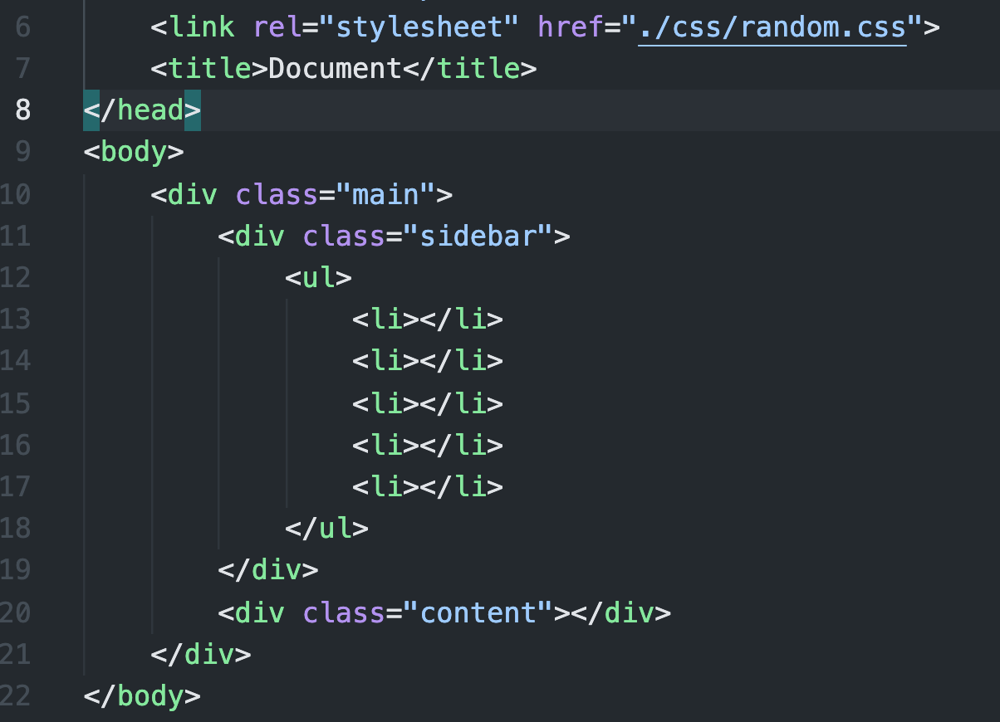 6 <link rel="stylesheet" href="./css/random.css">
7 <title>Document</title>
8 </head>
9 <body>
10 <div class="main">
11 <div class="sidebar">
12 <ul>
13 <li></li>
14 <li></li>
15 <li></li>
16 <li></li>
17 <li></li>
18 </ul>
19 </div>
20 <div class="content"></div>
21 </div>
22 </body>